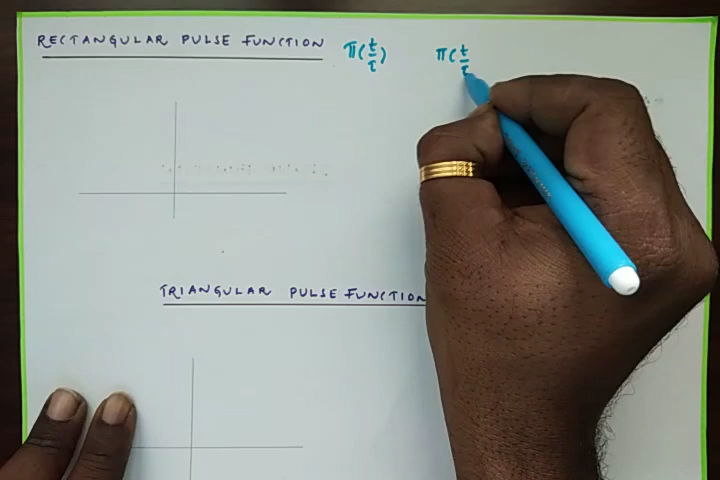 RECTANGULAR PULSE FUNCTION π(t/τ) π(t/τ
TRIANGULAR PULSE FUNCTION